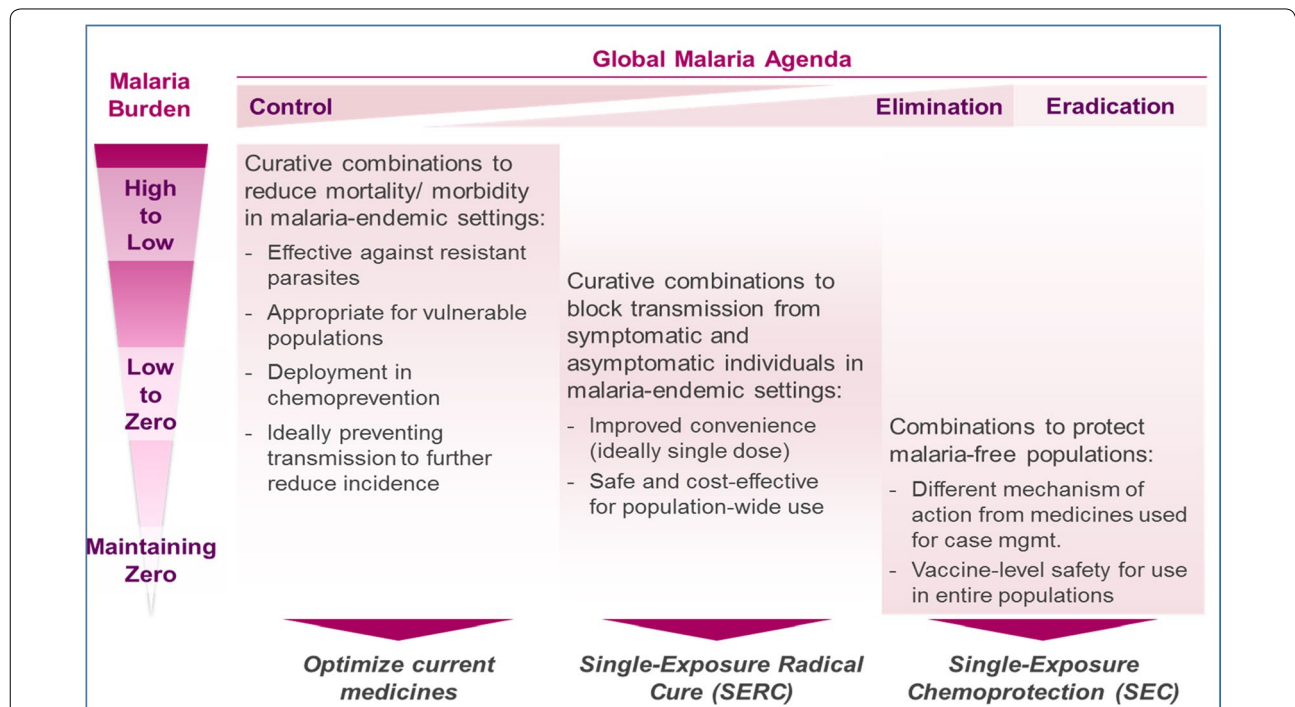 Global Malaria Agenda
Malaria
Burden
Control
Elimination
Eradication
High
to
Low
Low
to
Zero
Maintaining
Zero
Curative combinations to
reduce mortality/ morbidity
in malaria-endemic settings:
- Effective against resistant
parasites
- Appropriate for vulnerable
populations
- Deployment in
chemoprevention
- Ideally preventing
transmission to further
reduce incidence
Curative combinations to
block transmission from
symptomatic and
asymptomatic individuals in
malaria-endemic settings:
- Improved convenience
(ideally single dose)
- Safe and cost-effective
for population-wide use
Combinations to protect
malaria-free populations:
- Different mechanism of
action from medicines used
for case mgmt.
- Vaccine-level safety for use
in entire populations
Optimize current
medicines
Single-Exposure Radical
Cure (SERC)
Single-Exposure
Chemoprotection (SEC)